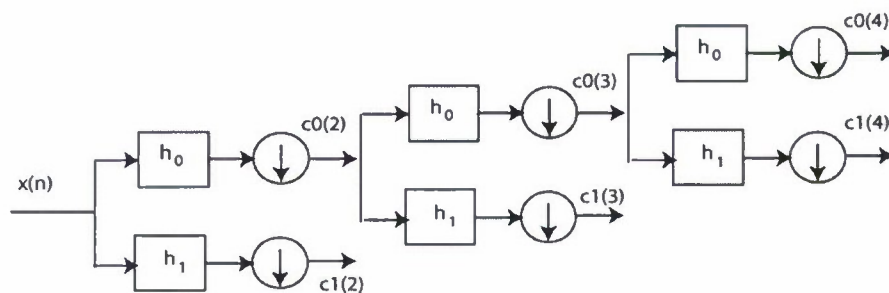 x(n)
h0
c0(2)
h1
c1(2)
h0
c0(3)
h1
c1(3)
h0
c0(4)
h1
c1(4)